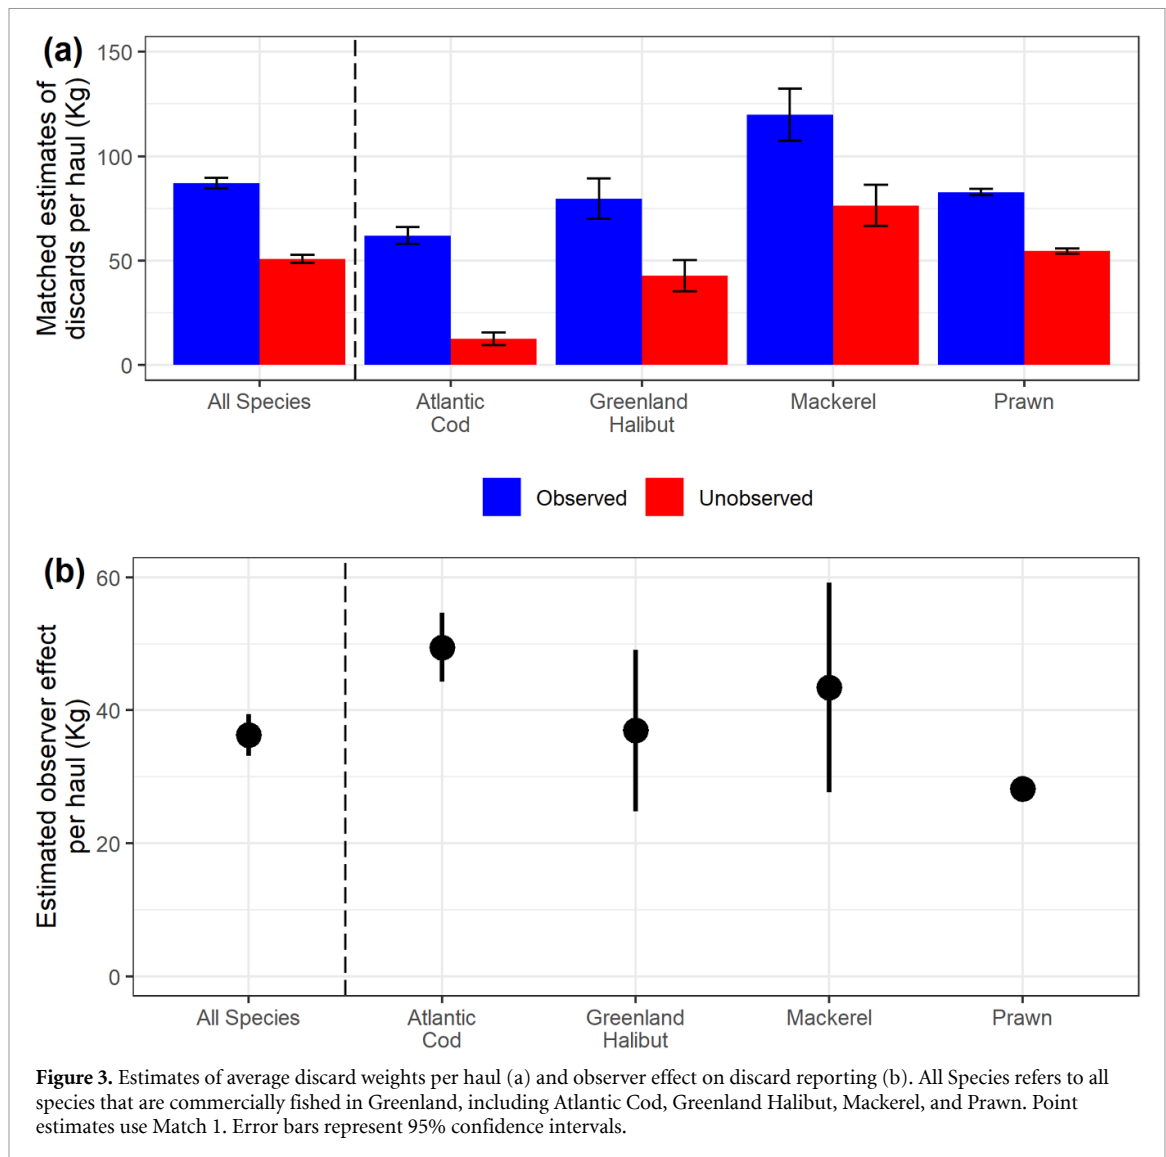 (a)
Matched estimates of
discards per haul (Kg)
150
100
50
0
All Species
Atlantic
Cod
Greenland
Halibut
Mackerel
Prawn
Observed
Unobserved
(b)
Estimated observer effect
per haul (Kg)
60
40
20
0
All Species
Atlantic
Cod
Greenland
Halibut
Mackerel
Prawn
Figure 3. Estimates of average discard weights per haul (a) and observer effect on discard reporting (b). All Species refers to all
species that are commercially fished in Greenland, including Atlantic Cod, Greenland Halibut, Mackerel, and Prawn. Point
estimates use Match 1. Error bars represent 95% confidence intervals.